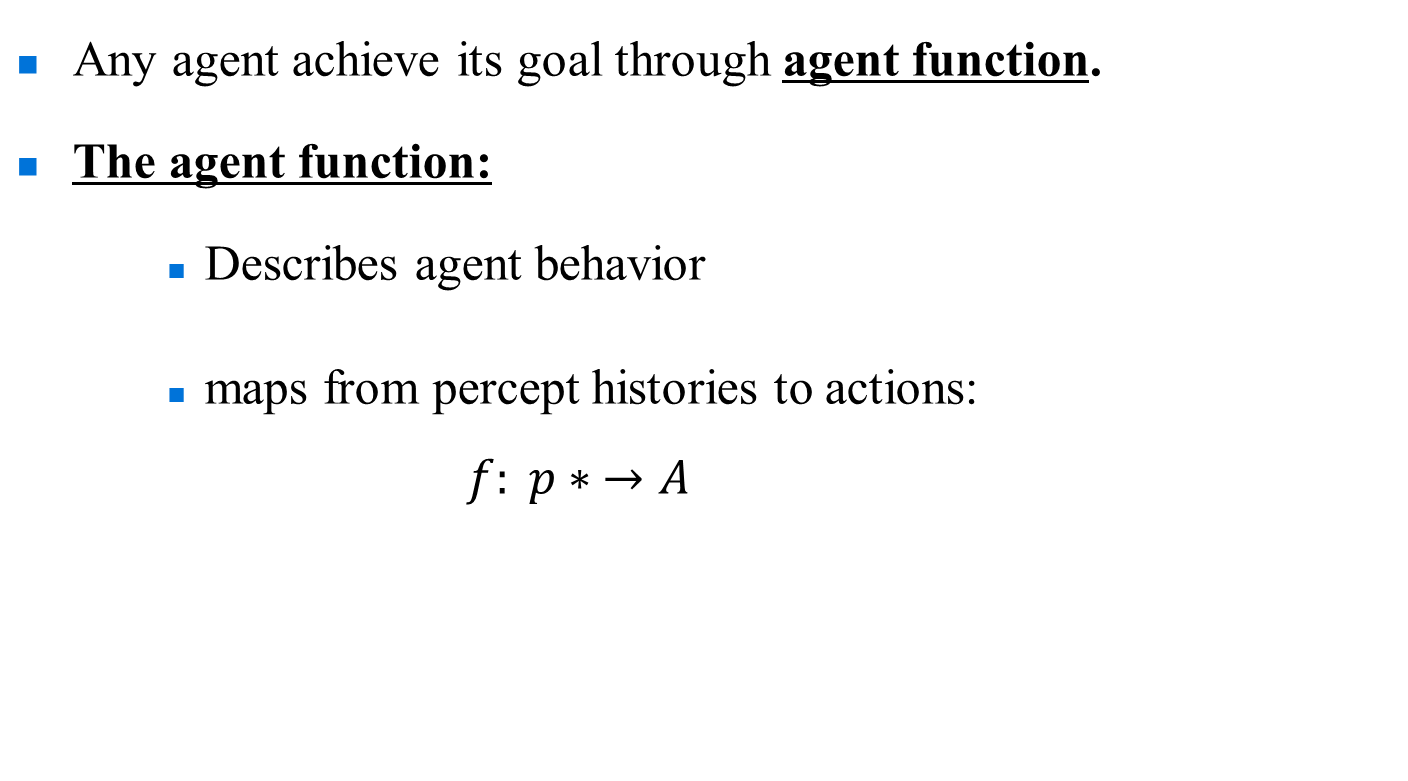 Any agent achieve its goal through agent function.
The agent function:
Describes agent behavior
maps from percept histories to actions:
f: p ∗ → A